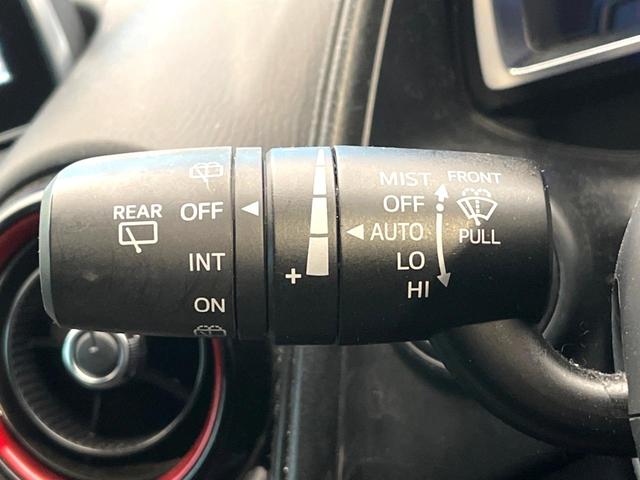 REAR
OFF
INT
ON
+
MIST
OFF
AUTO
LO
HI
FRONT
PULL